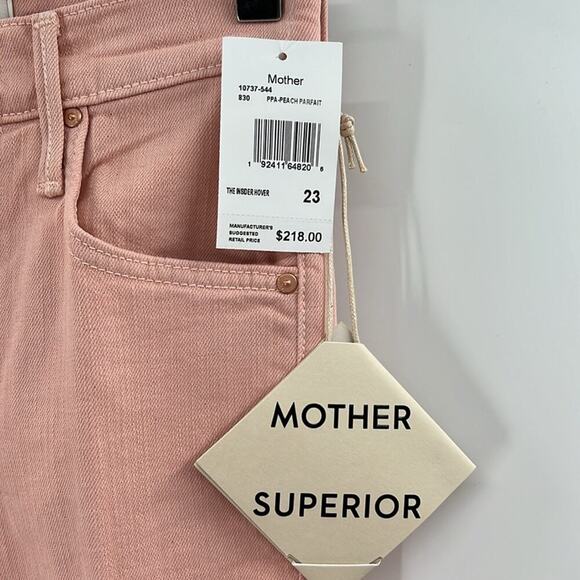 Mother
10737-544
830 PPA-PEACH PARFAIT
1 92411 64820 6
THE INSIDER HOVER 23
MANUFACTURER'S
SUGGESTED
RETAIL PRICE $218.00
MOTHER
SUPERIOR